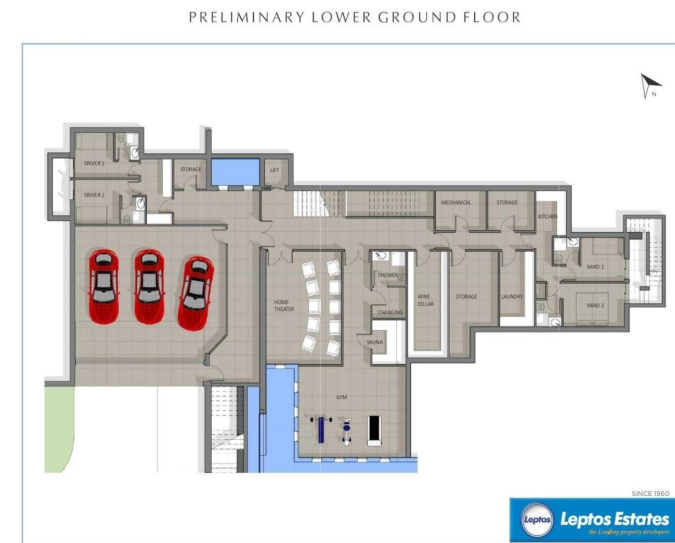 PRELIMINARY LOWER GROUND FLOOR
N
DRIVER 1
STORAGE
LIFT
DRIVER 2
MECHANICAL
STORAGE
KITCHEN
MAID 1
SHOWER
HOME
THEATER
WINE
CELLAR
STORAGE
LAUNDRY
MAID 2
CHANGING
SAUNA
GYM
SINCE 1960
Leptos
Leptos Estates
the Leading property developers